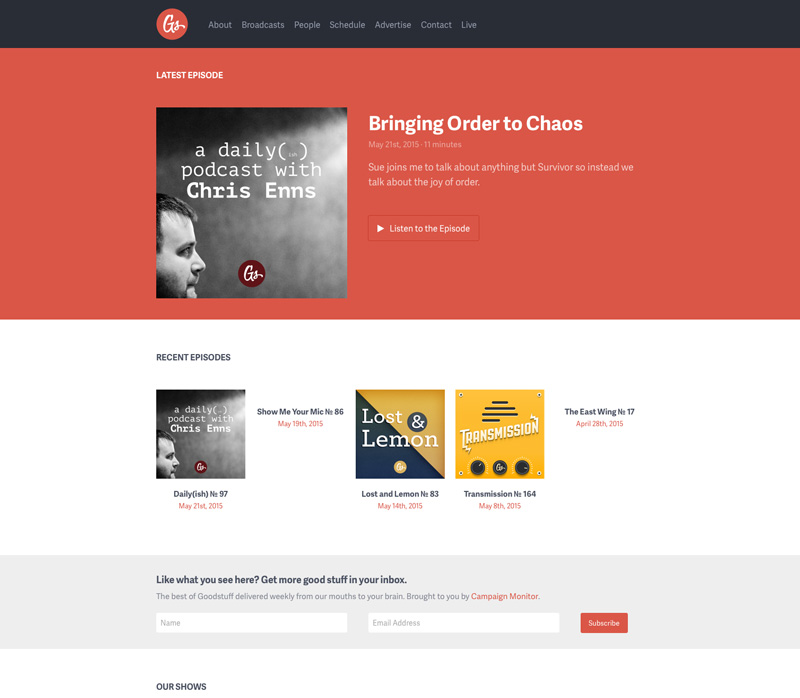 Gs
About Broadcasts People Schedule Advertise Contact Live
LATEST EPISODE
a daily(ish)
podcast with
Chris Enns
Gs
Bringing Order to Chaos
May 21st, 2015 · 11 minutes
Sue joins me to talk about anything but Survivor so instead we
talk about the joy of order.
Listen to the Episode
RECENT EPISODES
a daily(ish)
podcast with
Chris Enns
Gs
Daily(ish) № 97
May 21st, 2015
Show Me Your Mic № 86
May 19th, 2015
Lost &
Lemon
Gs
Lost and Lemon № 83
May 14th, 2015
TRANSMISSION
Gs
Transmission № 164
May 8th, 2015
The East Wing № 17
April 28th, 2015
Like what you see here? Get more good stuff in your inbox.
The best of Goodstuff delivered weekly from our mouths to your brain. Brought to you by Campaign Monitor.
Name
Email Address
Subscribe
OUR SHOWS